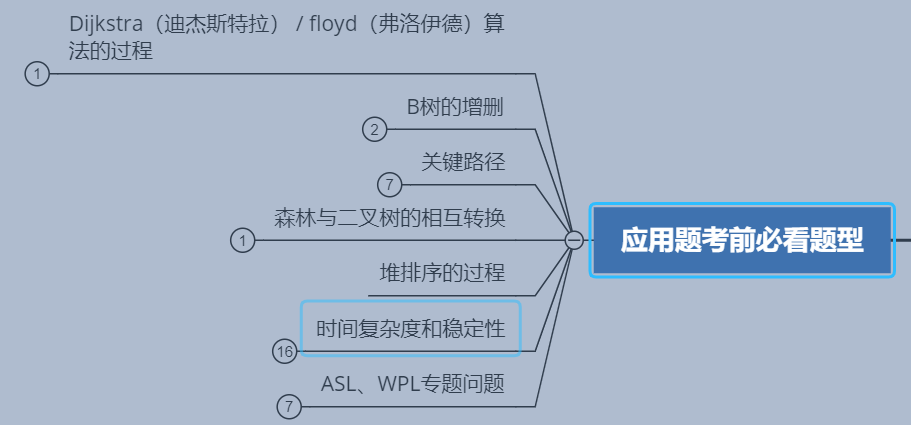 Dijkstra（迪杰斯特拉） / floyd（弗洛伊德）算
法的过程
1
B树的增删
2
关键路径
7
森林与二叉树的相互转换
1
应用题考前必看题型
堆排序的过程
时间复杂度和稳定性
16
ASL、WPL专题问题
7